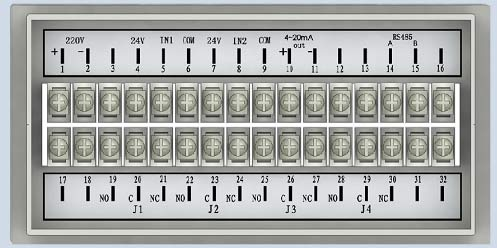 220V 24V IN1 COM 24V IN2 COM 4-20mA out RS485
+ - + - A B
1 2 3 4 5 6 7 8 9 10 11 12 13 14 15 16
17 18 19 20 21 22 23 24 25 26 27 28 29 30 31 32
NO C NC NO C NC NO C NC NO C NC
J1 J2 J3 J4